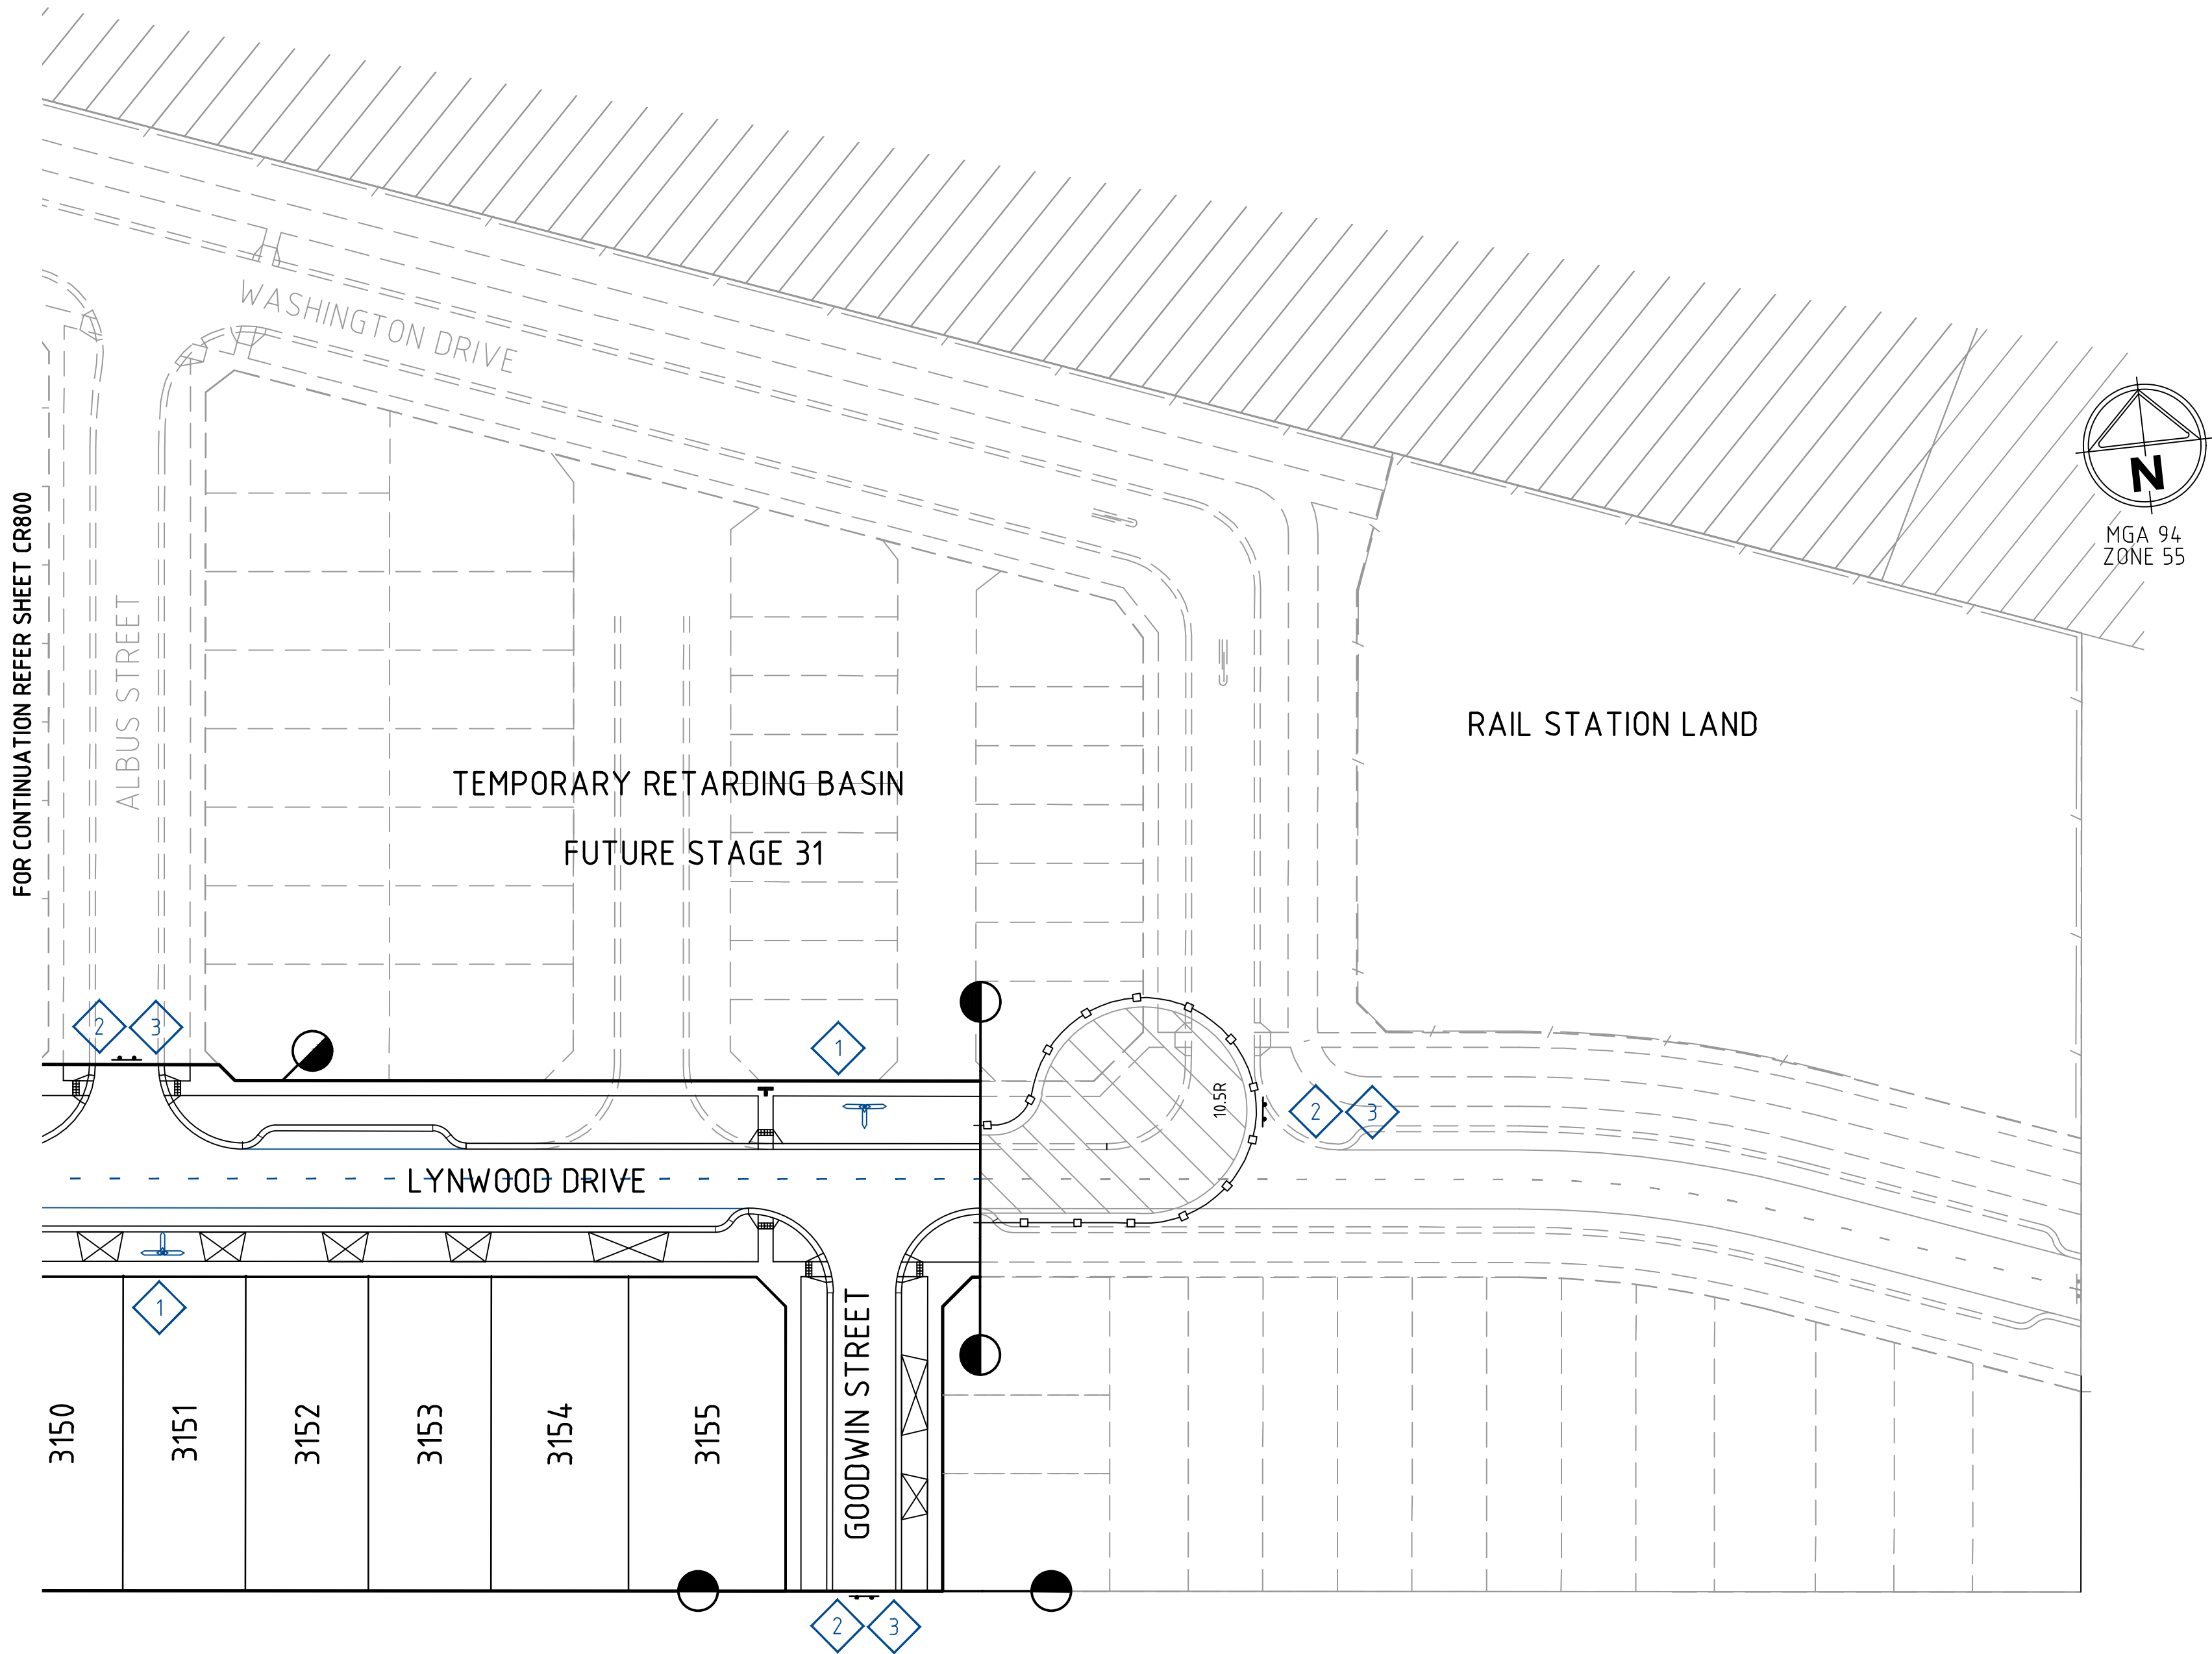 WASHINGTON DRIVE
N
MGA 94
ZONE 55
FOR CONTINUATION REFER SHEET CR800
ALBUS STREET
RAIL STATION LAND
TEMPORARY RETARDING BASIN
FUTURE STAGE 31
2
3
1
10.5R
2
3
LYNWOOD DRIVE
1
GOODWIN STREET
3150
3151
3152
3153
3154
3155
2
3